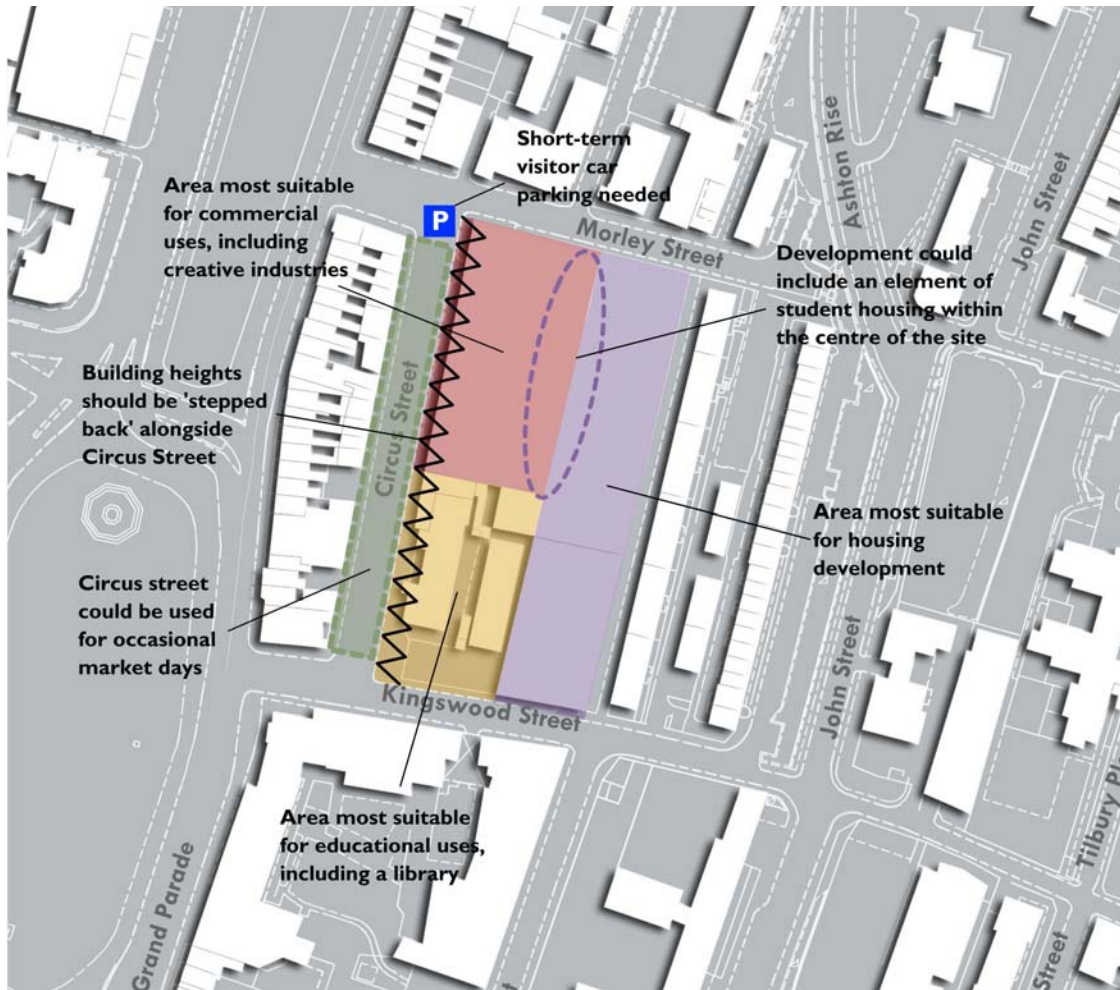 Short-term
visitor car
parking needed
P
Area most suitable
for commercial
uses, including
creative industries
Morley Street
Ashton Rise
John Street
Development could
include an element of
student housing within
the centre of the site
Building heights
should be 'stepped
back' alongside
Circus Street
Circus Street
Area most suitable
for housing
development
Circus street
could be used
for occasional
market days
Kingswood Street
John Street
Area most suitable
for educational uses,
including a library
Grand Parade
Tilbury
Street